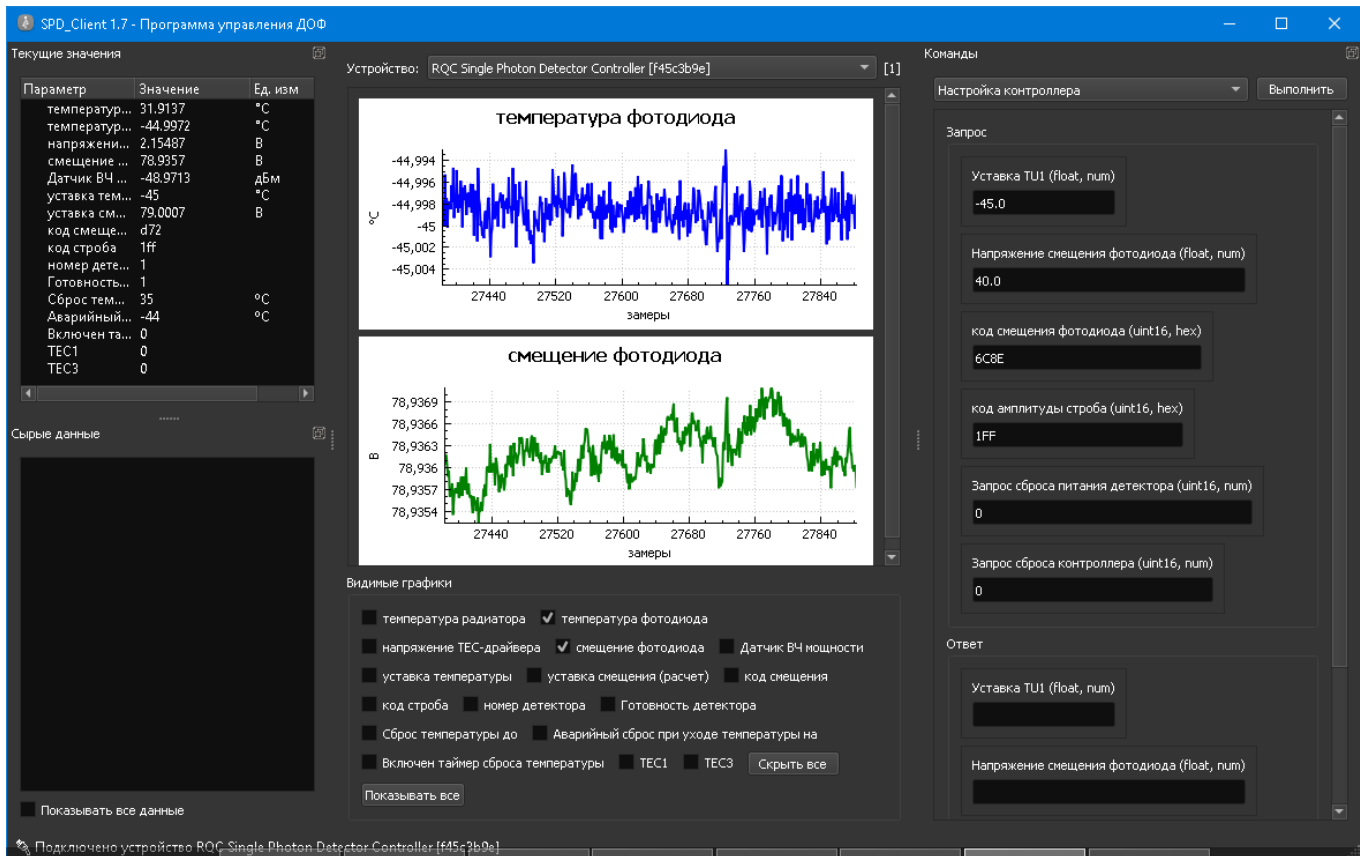 SPD_Client 1.7 - Программа управления ДОФ
Текущие значения
Параметр Значение Ед. изм
температур... 31.9137 °C
температур... -44.9972 °C
напряжени... 2.15487 В
смещение ... 78.9357 В
Датчик ВЧ ... -48.9713 дБм
уставка тем... -45 °C
уставка см... 79.0007 В
код смеще... d72
код строба 1ff
номер дете... 1
Готовность... 1
Сброс тем... 35 °C
Аварийный... -44 °C
Включен та... 0
TEC1 0
TEC3 0
Сырые данные
Показывать все данные
Устройство: RQC Single Photon Detector Controller [f45c3b9e] [1]
температура фотодиода
-44,994
-44,996
-44,998
-45
-45,002
-45,004
°C
27440 27520 27600 27680 27760 27840
замеры
смещение фотодиода
78,9369
78,9366
78,9363
78,936
78,9357
78,9354
В
27440 27520 27600 27680 27760 27840
замеры
Видимые графики
температура радиатора температура фотодиода
напряжение ТЕС-драйвера смещение фотодиода Датчик ВЧ мощности
уставка температуры уставка смещения (расчет) код смещения
код строба номер детектора Готовность детектора
Сброс температуры до Аварийный сброс при уходе температуры на
Включен таймер сброса температуры TEC1 TEC3 Скрыть все
Показывать все
Команды
Настройка контроллера Выполнить
Запрос
Уставка TU1 (float, num)
-45.0
Напряжение смещения фотодиода (float, num)
40.0
код смещения фотодиода (uint16, hex)
6C8E
код амплитуды строба (uint16, hex)
1FF
Запрос сброса питания детектора (uint16, num)
0
Запрос сброса контроллера (uint16, num)
0
Ответ
Уставка TU1 (float, num)
Напряжение смещения фотодиода (float, num)
Подключено устройство RQC Single Photon Detector Controller [f45c3b9e]